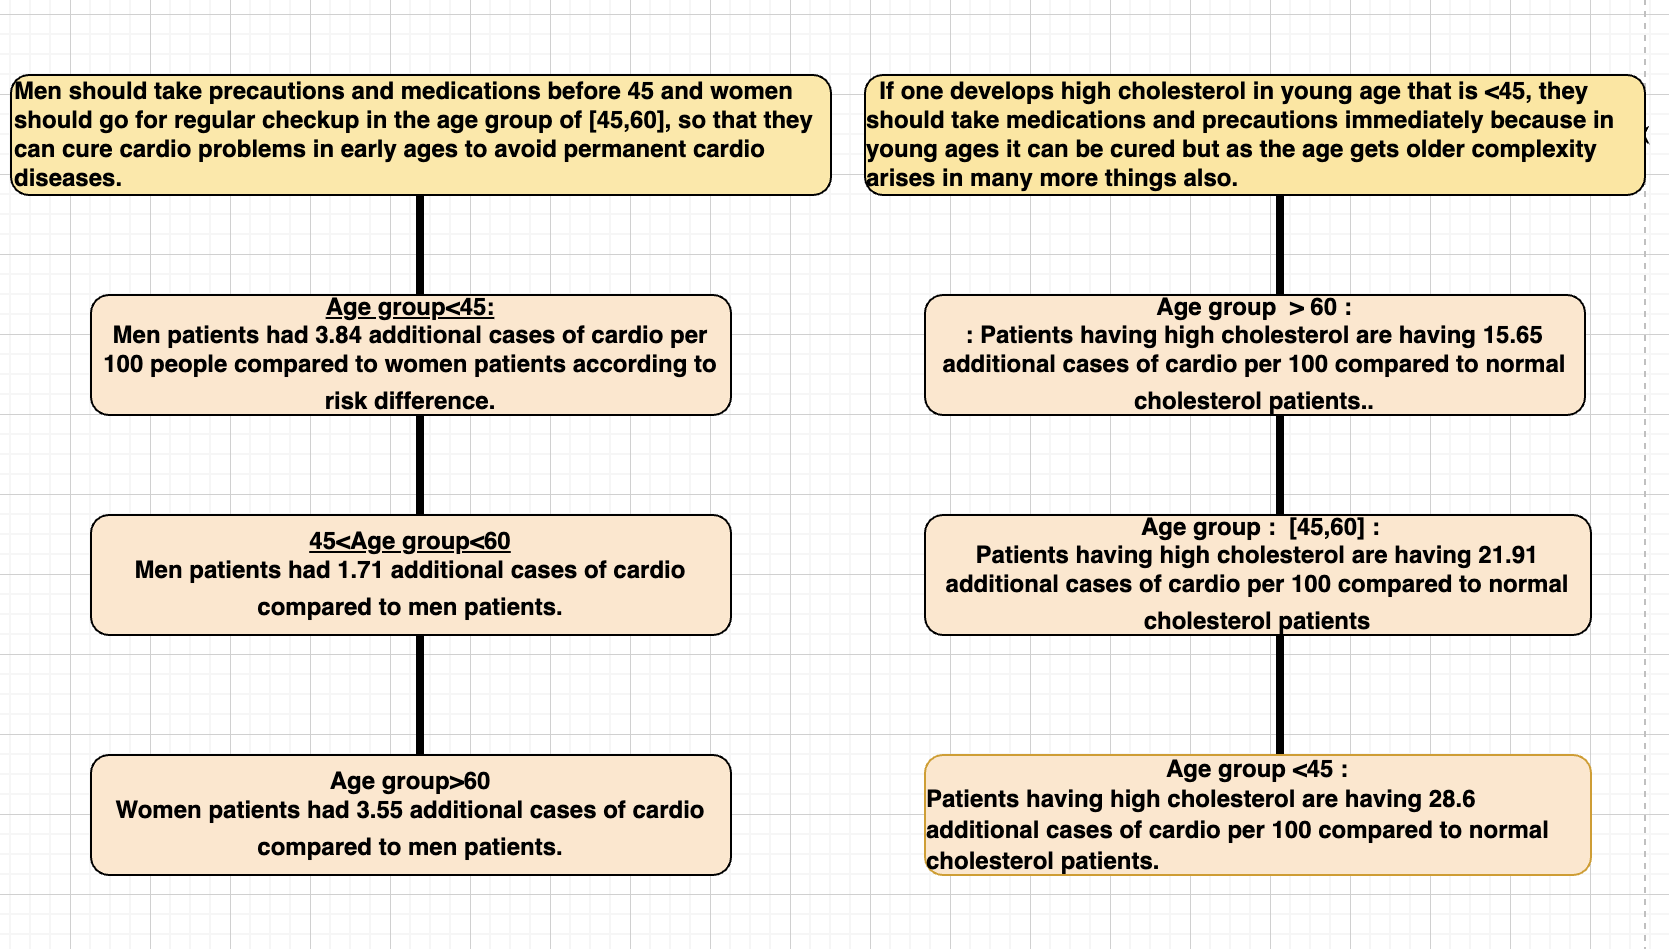 Men should take precautions and medications before 45 and women
should go for regular checkup in the age group of [45,60], so that they
can cure cardio problems in early ages to avoid permanent cardio
diseases.
Age group<45:
Men patients had 3.84 additional cases of cardio per
100 people compared to women patients according to
risk difference.
45<Age group<60
Men patients had 1.71 additional cases of cardio
compared to men patients.
Age group>60
Women patients had 3.55 additional cases of cardio
compared to men patients.
If one develops high cholesterol in young age that is <45, they
should take medications and precautions immediately because in
young ages it can be cured but as the age gets older complexity
arises in many more things also.
Age group  > 60 :
: Patients having high cholesterol are having 15.65
additional cases of cardio per 100 compared to normal
cholesterol patients..
Age group :  [45,60] :
Patients having high cholesterol are having 21.91
additional cases of cardio per 100 compared to normal
cholesterol patients
Age group <45 :
Patients having high cholesterol are having 28.6
additional cases of cardio per 100 compared to normal
cholesterol patients.